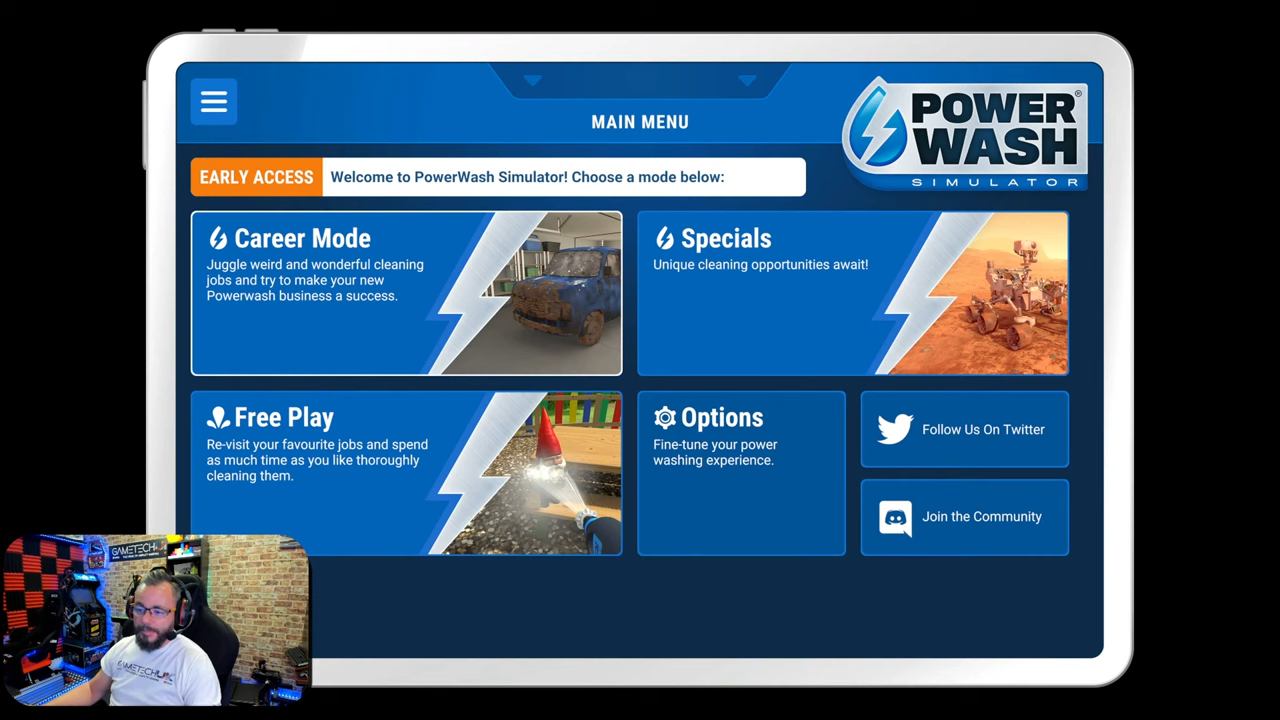 MAIN MENU
POWER
WASH
SIMULATOR
EARLY ACCESS
Welcome to PowerWash Simulator! Choose a mode below:
Career Mode
Juggle weird and wonderful cleaning
jobs and try to make your new
Powerwash business a success.
Specials
Unique cleaning opportunities await!
Free Play
Re-visit your favourite jobs and spend
as much time as you like thoroughly
cleaning them.
Options
Fine-tune your power
washing experience.
Follow Us On Twitter
Join the Community
GAMETECH
GAMETECH